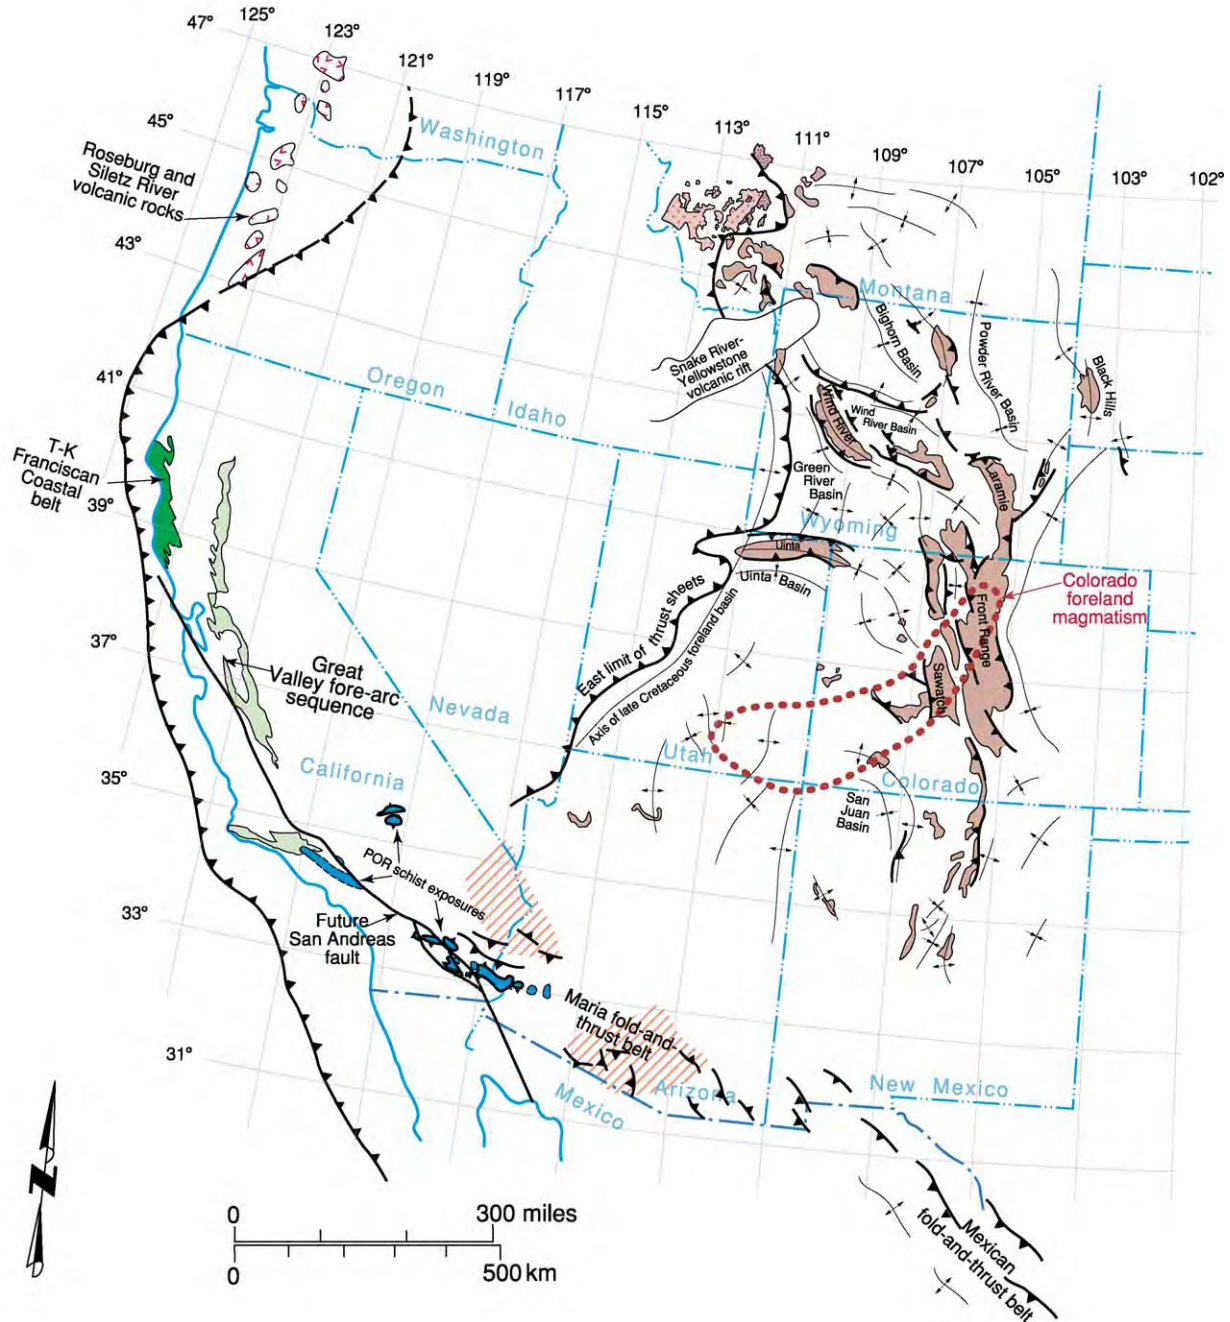 47°
125°
123°
121°
119°
117°
115°
113°
111°
109°
107°
105°
103°
102°
45°
43°
41°
39°
37°
35°
33°
31°
Washington
Roseburg and
Siletz River
volcanic rocks
Montana
Bighorn Basin
Powder River Basin
Black Hills
Snake River-
Yellowstone
volcanic rift
Oregon
Idaho
Wind River
Wind
River Basin
T-K
Franciscan
Coastal
belt
Green
River
Basin
Laramie
Wyoming
Uinta
Uinta Basin
East limit of thrust sheets
Axis of late Cretaceous foreland basin
Front Range
Colorado
foreland
magmatism
Sawatch
Great
Valley fore-arc
sequence
Nevada
Utah
California
Colorado
San
Juan
Basin
POR schist exposures
Future
San Andreas
fault
Maria fold-and-
thrust belt
Arizona
New Mexico
Mexico
Mexican
fold-and-thrust belt
N
0
300 miles
0
500 km